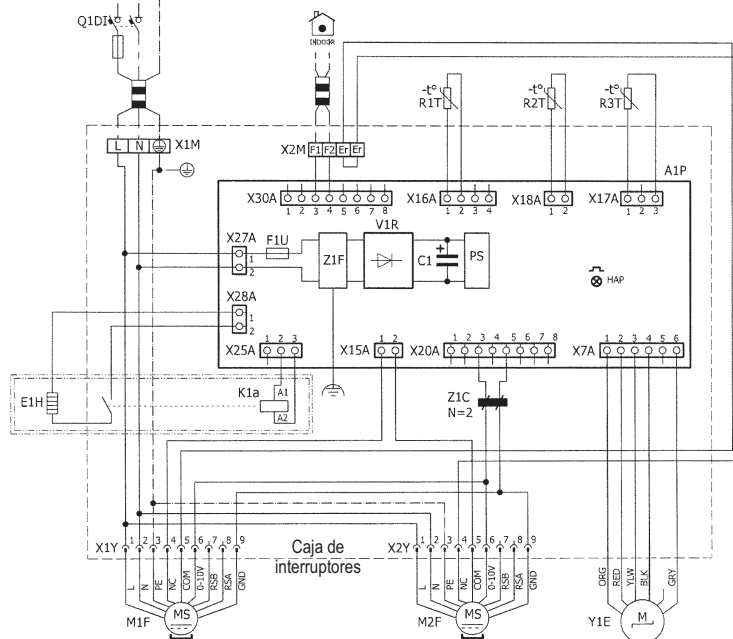 Q1DI
INDOOR
-t° -t° -t°
R1T R2T R3T
L N X1M
X2M F1 F2 Er Er
A1P
X30A 1 2 3 4 5 6 7 8
X16A 1 2 3 4
X18A 1 2
X17A 1 2 3
X27A 1 2
F1U
Z1F
V1R
+
C1
PS
HAP
X28A 1 2
X25A 1 2 3
X15A 1 2
X20A 1 2 3 4 5 6 7 8
X7A 1 2 3 4 5 6
E1H
K1a
A1
A2
Z1C
N=2
Caja de
interruptores
X1Y 1 2 3 4 5 6 7 8 9
X2Y 1 2 3 4 5 6 7 8 9
L N PE NC COM 0-10V RSB RSA GND
L N PE NC COM 0-10V RSB RSA GND
ORG RED YLW BLK GRY
M1F MS
M2F MS
Y1E M